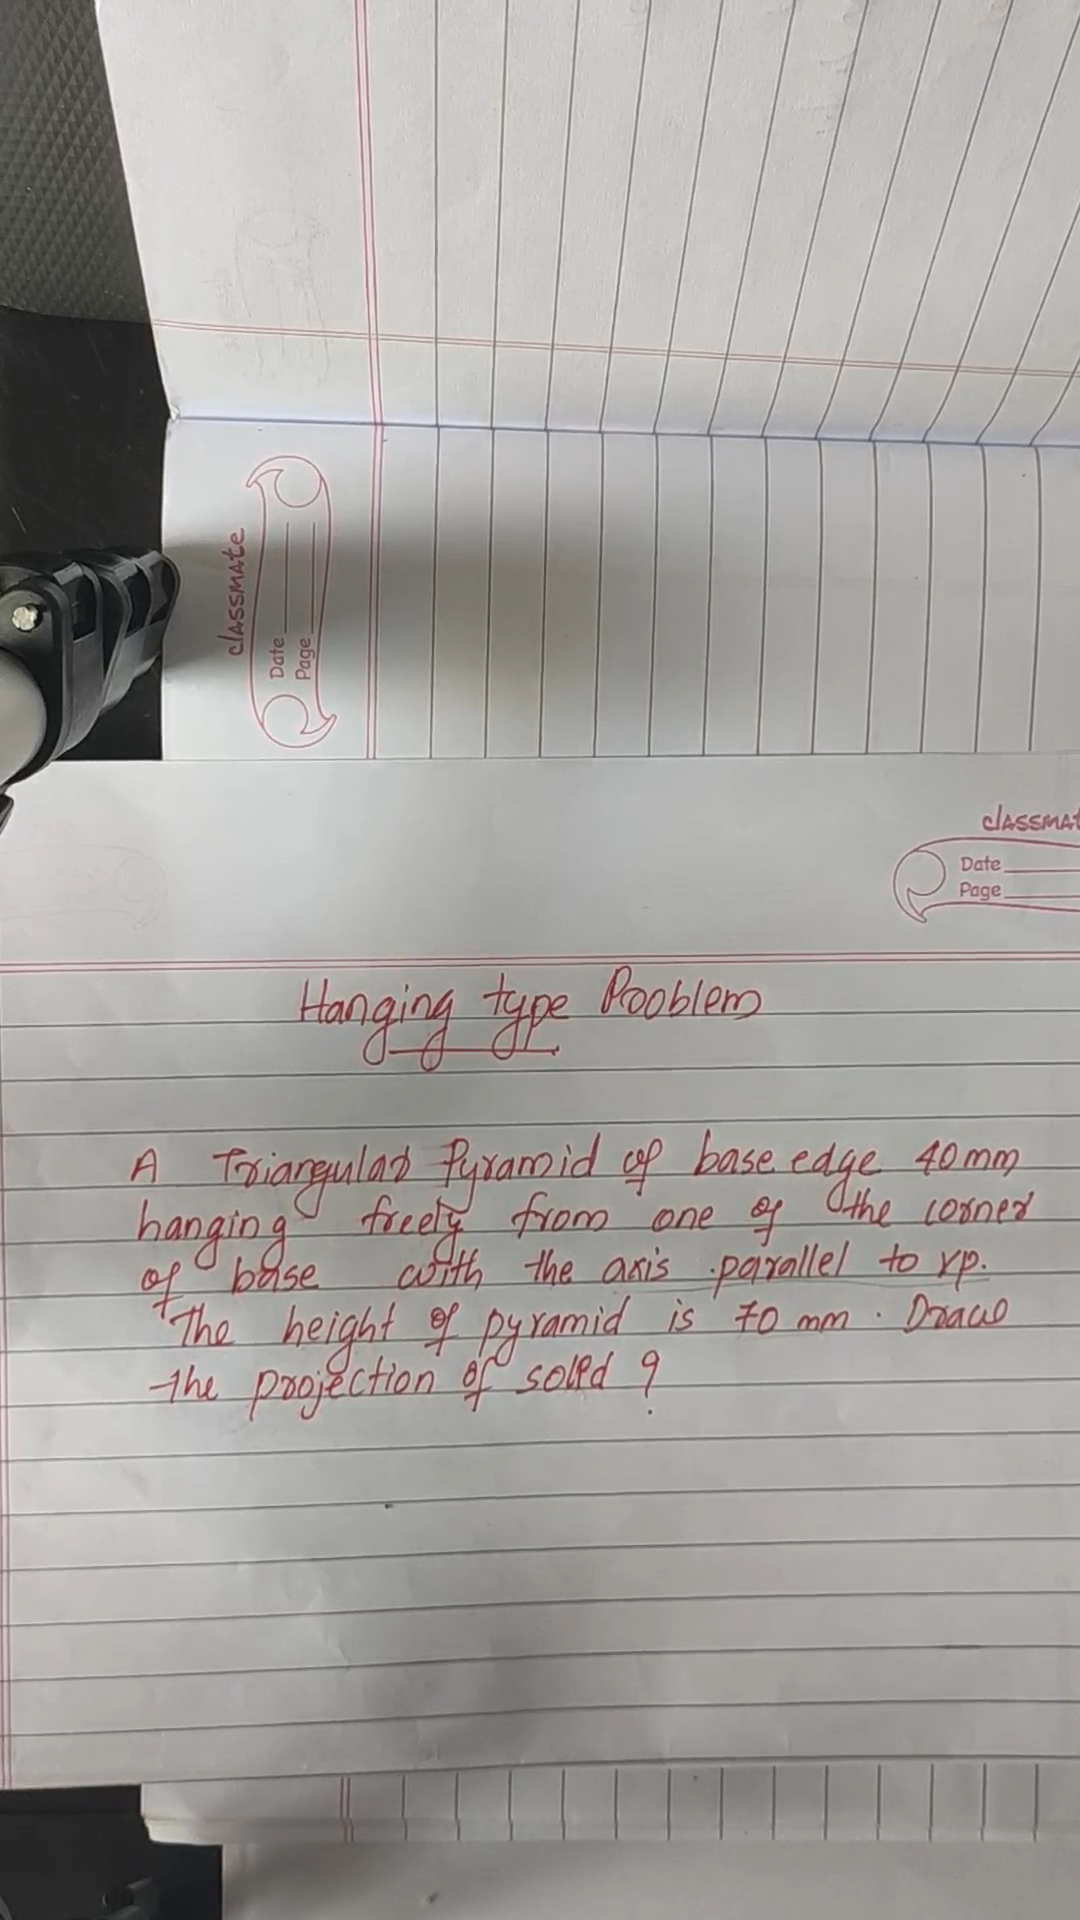 classmate
Date
Page
classmat
Date
Page
Hanging type Problem
A Triangular Pyramid of base edge 40mm
hanging freely from one of the corner
of base with the axis parallel to vp.
The height of pyramid is 70 mm. Draw
the projection of solid ?